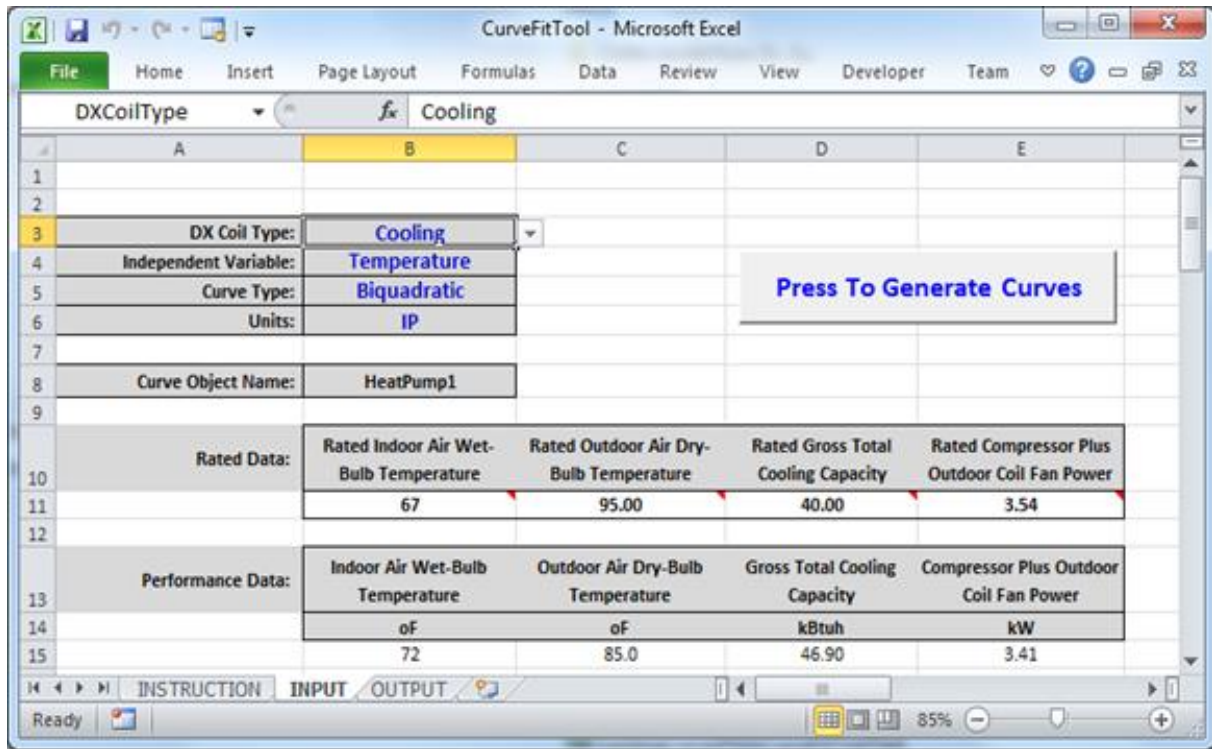 CurveFitTool - Microsoft Excel
File Home Insert Page Layout Formulas Data Review View Developer Team
DXCoilType fx Cooling
A B C D E
1
2
3 DX Coil Type: Cooling
4 Independent Variable: Temperature
Press To Generate Curves
5 Curve Type: Biquadratic
6 Units: IP
7
8 Curve Object Name: HeatPump1
9
Rated Indoor Air Wet- Rated Outdoor Air Dry- Rated Gross Total Rated Compressor Plus
Rated Data:
10 Bulb Temperature Bulb Temperature Cooling Capacity Outdoor Coil Fan Power
11 67 95.00 40.00 3.54
12
Indoor Air Wet-Bulb Outdoor Air Dry-Bulb Gross Total Cooling Compressor Plus Outdoor
Performance Data:
13 Temperature Temperature Capacity Coil Fan Power
14 oF oF kBtuh kW
15 72 85.0 46.90 3.41
INSTRUCTION INPUT OUTPUT
Ready 85%